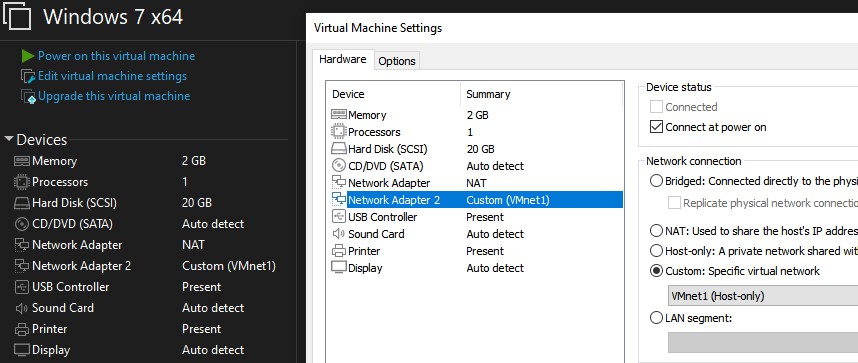 Windows 7 x64
Power on this virtual machine
Edit virtual machine settings
Upgrade this virtual machine
Devices
Memory 2 GB
Processors 1
Hard Disk (SCSI) 20 GB
CD/DVD (SATA) Auto detect
Network Adapter NAT
Network Adapter 2 Custom (VMnet1)
USB Controller Present
Sound Card Auto detect
Printer Present
Display Auto detect
Virtual Machine Settings
Hardware Options
Device Summary
Memory 2 GB
Processors 1
Hard Disk (SCSI) 20 GB
CD/DVD (SATA) Auto detect
Network Adapter NAT
Network Adapter 2 Custom (VMnet1)
USB Controller Present
Sound Card Auto detect
Printer Present
Display Auto detect
Device status
Connected
Connect at power on
Network connection
Bridged: Connected directly to the physi
Replicate physical network connectio
NAT: Used to share the host's IP addres
Host-only: A private network shared with
Custom: Specific virtual network
VMnet1 (Host-only)
LAN segment: